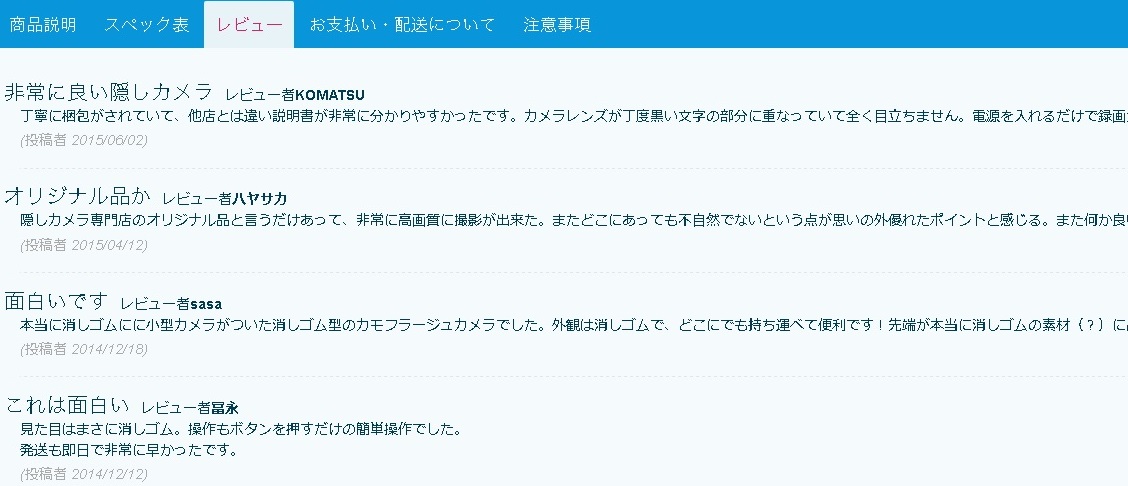 商品説明 スペック表 レビュー お支払い・配送について 注意事項
非常に良い隠しカメラ レビュー者KOMATSU
丁寧に梱包がされていて、他店とは違い説明書が非常に分かりやすかったです。カメラレンズが丁度黒い文字の部分に重なっていて全く目立ちません。電源を入れるだけで録画
(投稿者 2015/06/02)
オリジナル品か レビュー者ハヤサカ
隠しカメラ専門店のオリジナル品と言うだけあって、非常に高画質に撮影が出来た。またどこにあっても不自然でないという点が思いの外優れたポイントと感じる。また何か良い
(投稿者 2015/04/12)
面白いです レビュー者sasa
本当に消しゴムにに小型カメラがついた消しゴム型のカモフラージュカメラでした。外観は消しゴムで、どこにでも持ち運べて便利です！先端が本当に消しゴムの素材（？）に
(投稿者 2014/12/18)
これは面白い レビュー者冨永
見た目はまさに消しゴム。操作もボタンを押すだけの簡単操作でした。
発送も即日で非常に早かったです。
(投稿者 2014/12/12)